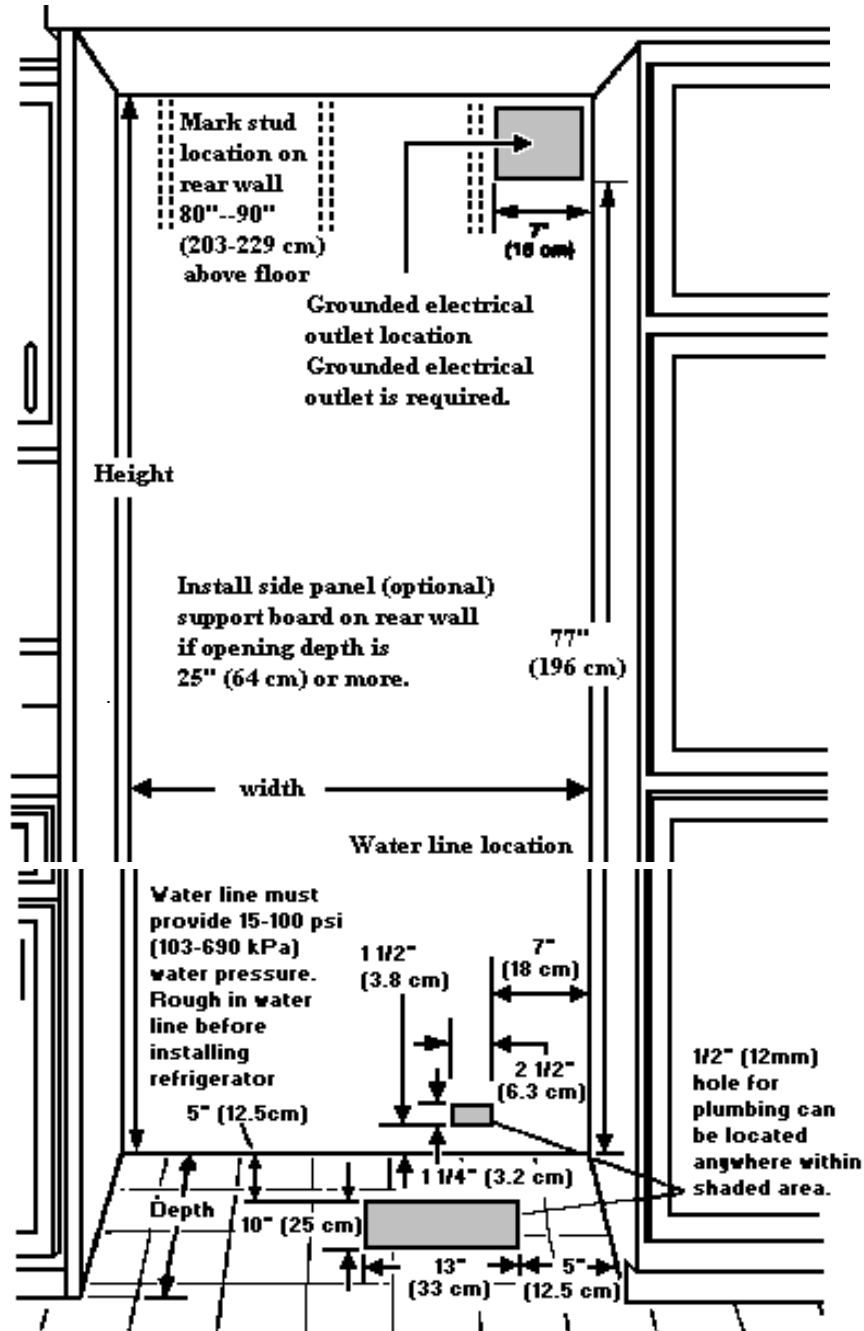 Mark stud
location on
rear wall
80"--90"
(203-229 cm)
above floor
7"
(18 cm)
Grounded electrical
outlet location
Grounded electrical
outlet is required.
Height
Install side panel (optional)
support board on rear wall
if opening depth is
25" (64 cm) or more.
77"
(196 cm)
width
Water line location
Water line must
provide 15-100 psi
(103-690 kPa)
water pressure.
Rough in water
line before
installing
refrigerator
1 1/2"
(3.8 cm)
7"
(18 cm)
2 1/2"
(6.3 cm)
1/2" (12mm)
hole for
plumbing can
be located
anywhere within
shaded area.
5" (12.5cm)
1 1/4" (3.2 cm)
Depth
10" (25 cm)
13"
(33 cm)
5"
(12.5 cm)